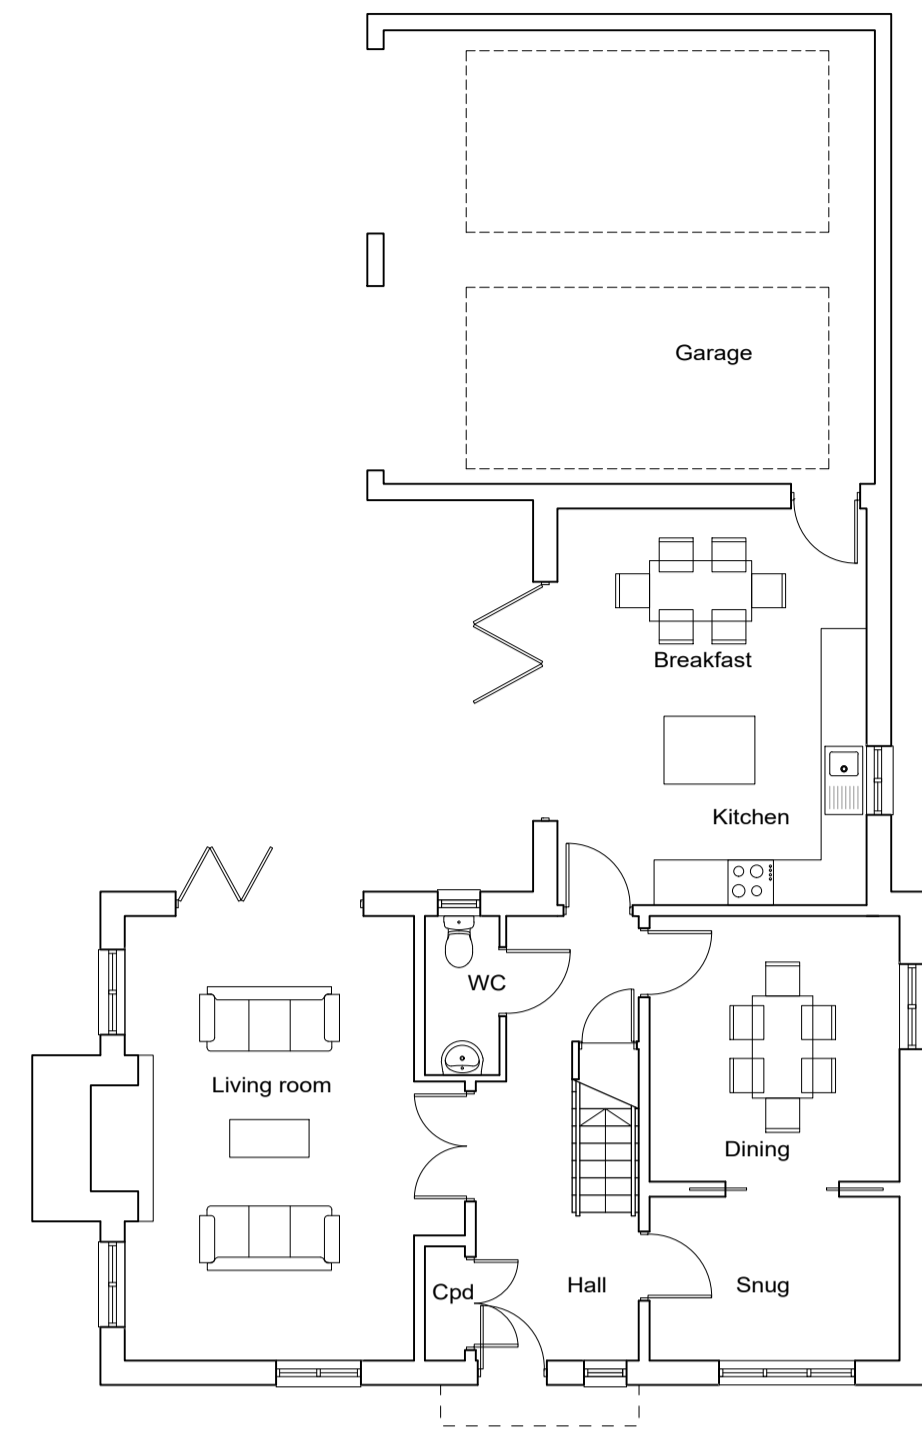 Garage
Breakfast
Kitchen
WC
Living room
Dining
Cpd
Hall
Snug